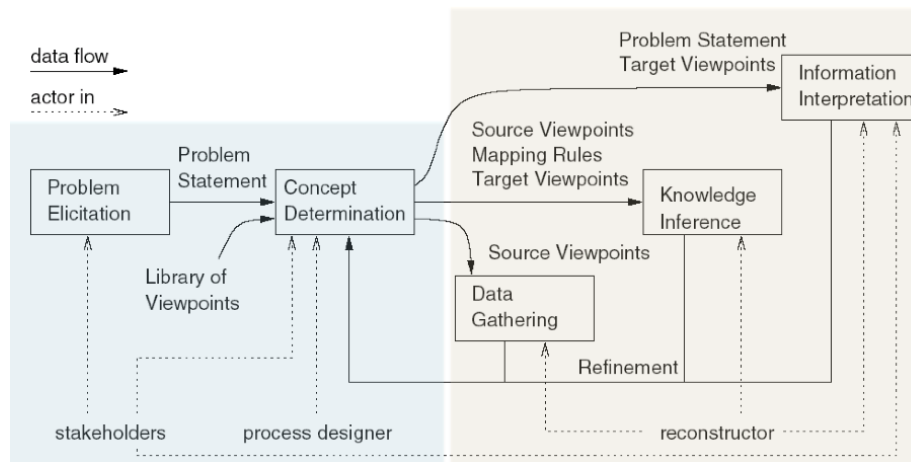 data flow
actor in
Problem Statement
Target Viewpoints
Information
Interpretation
Source Viewpoints
Mapping Rules
Target Viewpoints
Problem
Statement
Problem
Elicitation
Concept
Determination
Knowledge
Inference
Library of
Viewpoints
Source Viewpoints
Data
Gathering
Refinement
stakeholders
process designer
reconstructor